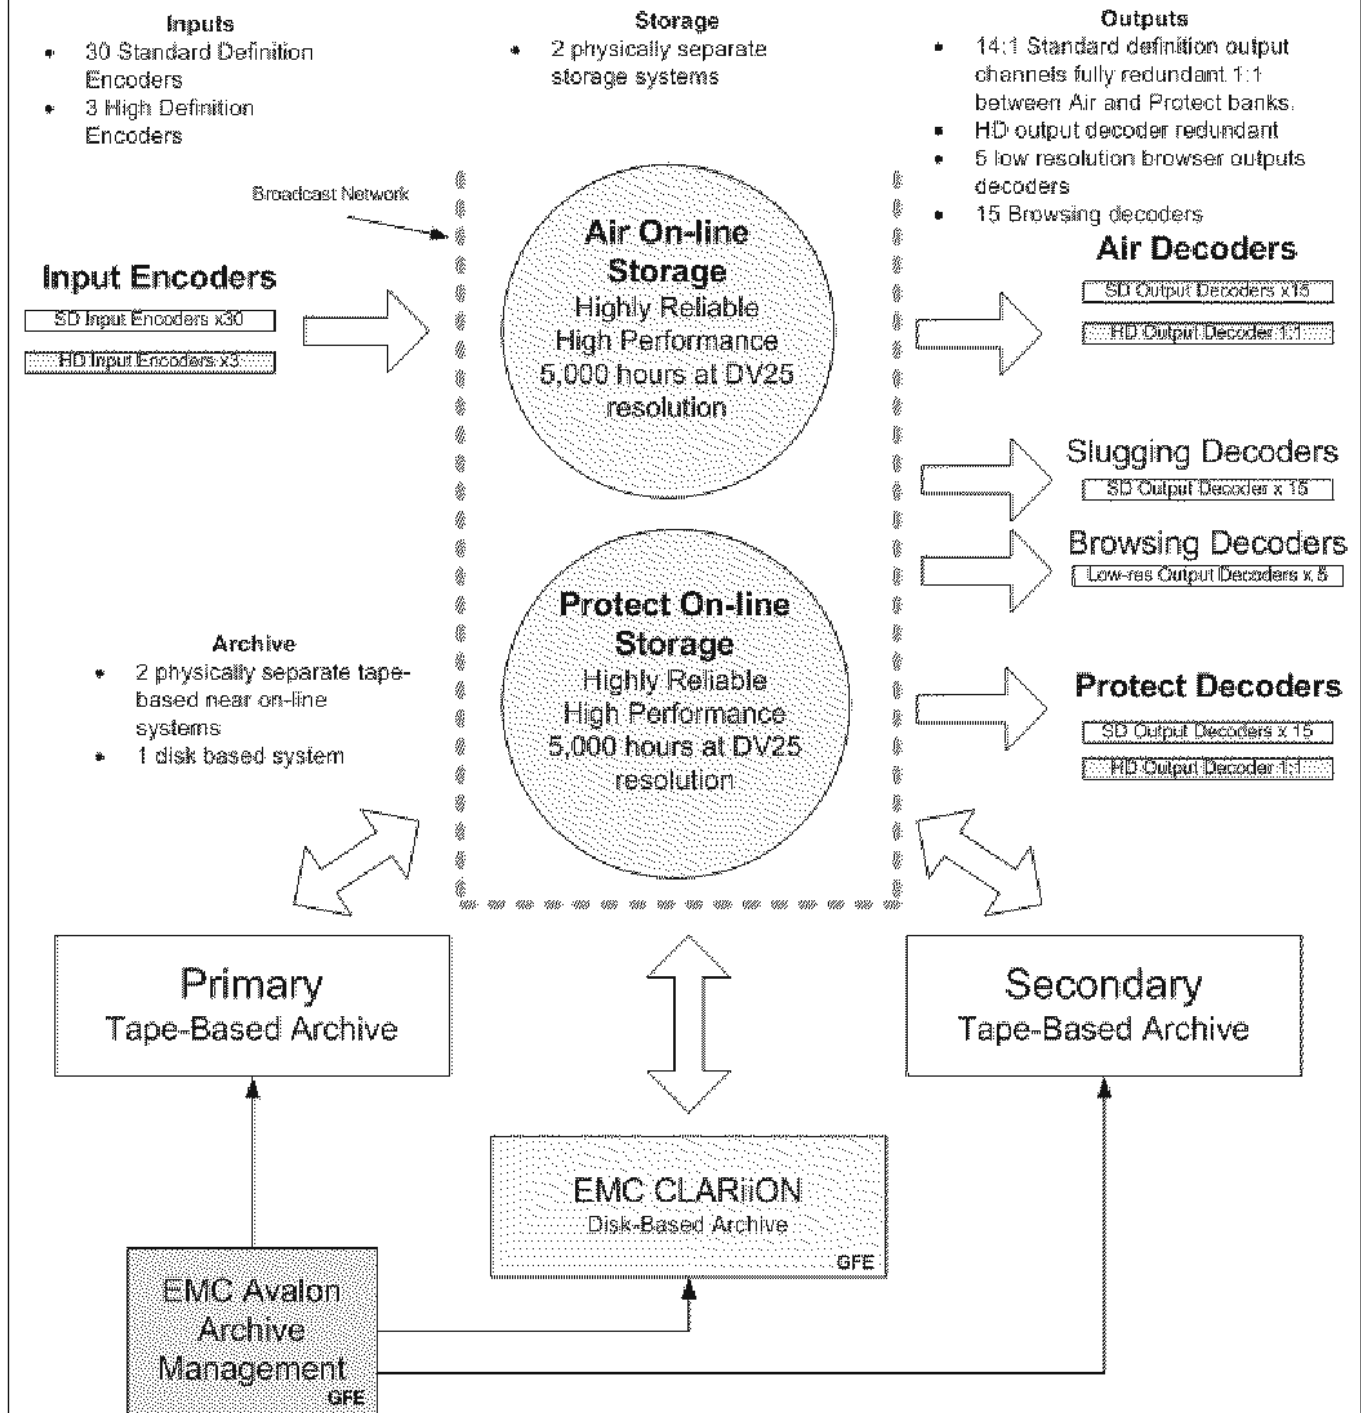 Inputs
• 30 Standard Definition
Encoders
• 3 High Definition
Encoders
Storage
• 2 physically separate
storage systems
Outputs
• 14:1 Standard definition output
channels fully redundant 1:1
between Air and Protect banks.
• HD output decoder redundant
• 5 low resolution browser outputs
decoders
• 15 Browsing decoders
Broadcast Network
Input Encoders
SD Input Encoders x30
HD Input Encoders x3
Air On-line
Storage
Highly Reliable
High Performance
5,000 hours at DV25
resolution
Air Decoders
SD Output Decoders x15
HD Output Decoder 1:1
Slugging Decoders
SD Output Decoder x 15
Browsing Decoders
Low-res Output Decoders x 5
Protect On-line
Storage
Highly Reliable
High Performance
5,000 hours at DV25
resolution
Protect Decoders
SD Output Decoders x 15
HD Output Decoder 1:1
Archive
• 2 physically separate tape-
based near on-line
systems
• 1 disk based system
Primary
Tape-Based Archive
Secondary
Tape-Based Archive
EMC CLARiiON
Disk-Based Archive
GFE
EMC Avalon
Archive
Management
GFE